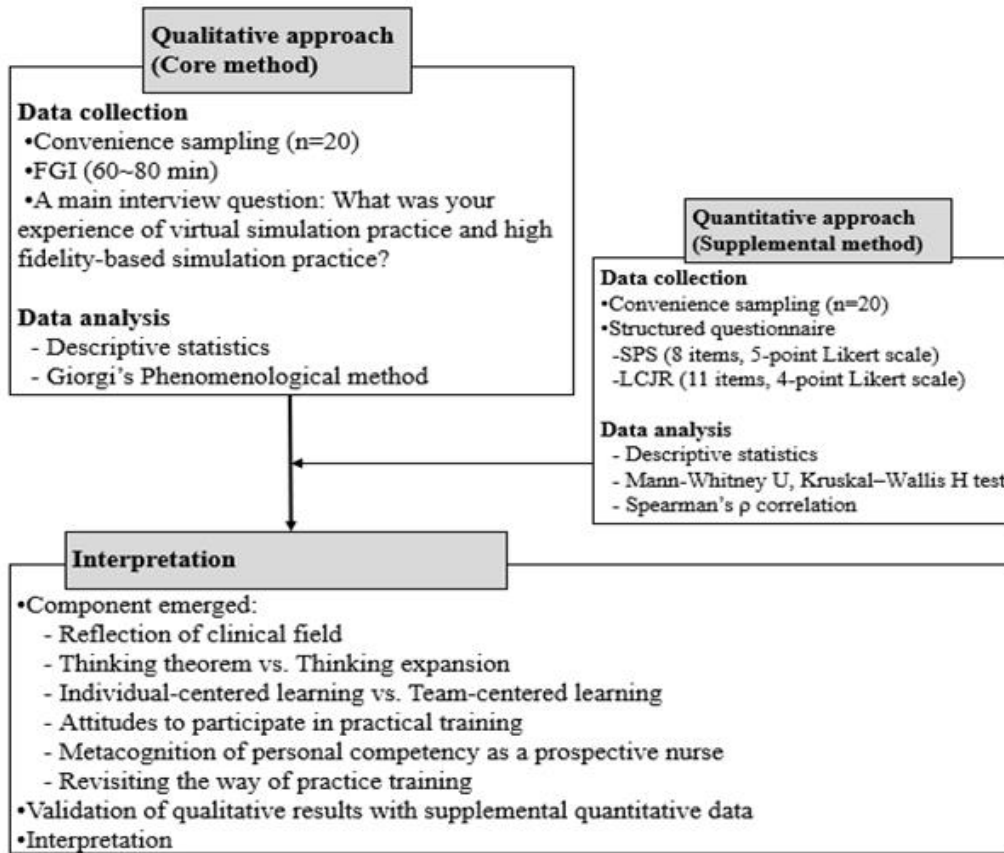 Qualitative approach
(Core method)
Data collection
•Convenience sampling (n=20)
•FGI (60~80 min)
•A main interview question: What was your
experience of virtual simulation practice and high
fidelity-based simulation practice?
Data analysis
- Descriptive statistics
- Giorgi's Phenomenological method
Quantitative approach
(Supplemental method)
Data collection
•Convenience sampling (n=20)
•Structured questionnaire
-SPS (8 items, 5-point Likert scale)
-LCJR (11 items, 4-point Likert scale)
Data analysis
- Descriptive statistics
- Mann-Whitney U, Kruskal–Wallis H test
- Spearman's ρ correlation
Interpretation
•Component emerged:
- Reflection of clinical field
- Thinking theorem vs. Thinking expansion
- Individual-centered learning vs. Team-centered learning
- Attitudes to participate in practical training
- Metacognition of personal competency as a prospective nurse
- Revisiting the way of practice training
•Validation of qualitative results with supplemental quantitative data
•Interpretation